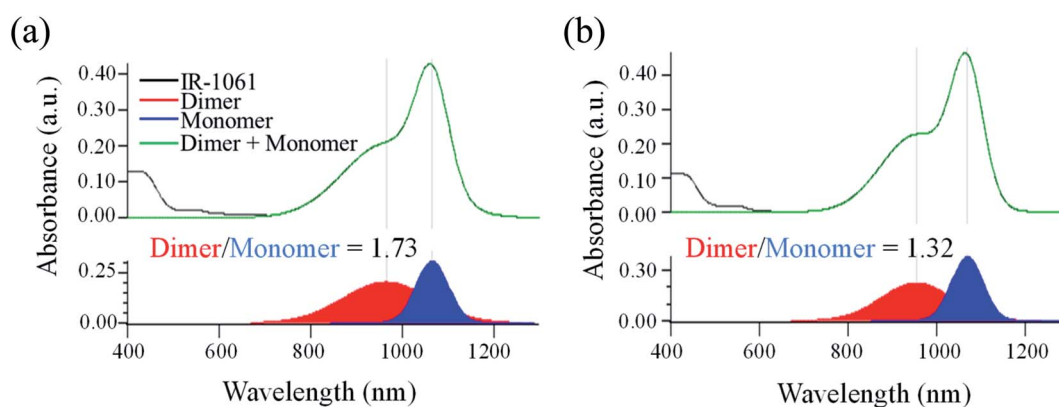 (a)
Absorbance (a.u.)
0.40
0.30
0.20
0.10
0.00
IR-1061
Dimer
Monomer
Dimer + Monomer
Dimer/Monomer = 1.73
0.25
0.00
400 600 800 1000 1200
Wavelength (nm)
(b)
Absorbance (a.u.)
0.40
0.30
0.20
0.10
0.00
Dimer/Monomer = 1.32
0.30
0.00
400 600 800 1000 1200
Wavelength (nm)